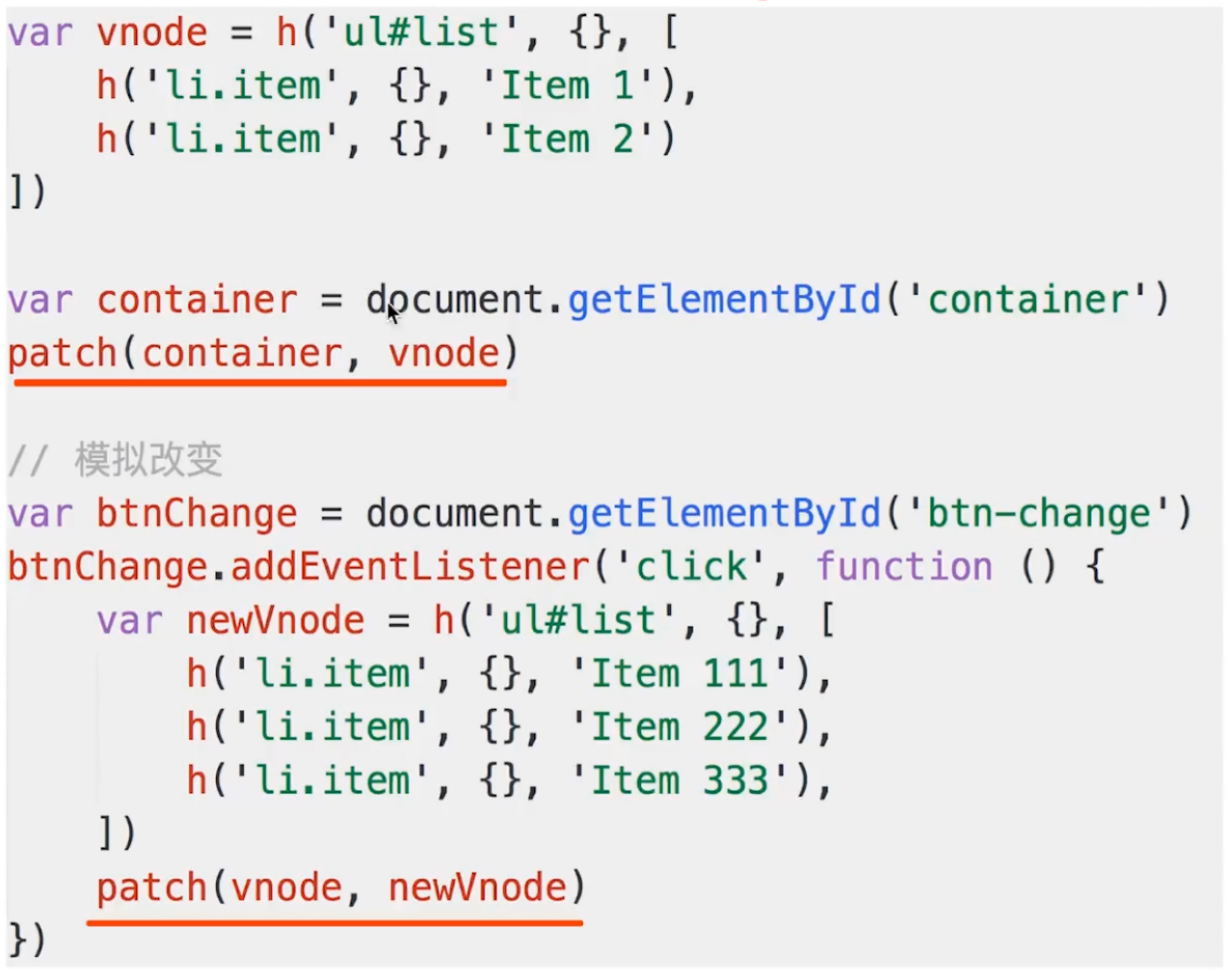 var vnode = h('ul#list', {}, [
    h('li.item', {}, 'Item 1'),
    h('li.item', {}, 'Item 2')
])

var container = document.getElementById('container')
patch(container, vnode)

// 模拟改变
var btnChange = document.getElementById('btn-change')
btnChange.addEventListener('click', function () {
    var newVnode = h('ul#list', {}, [
        h('li.item', {}, 'Item 111'),
        h('li.item', {}, 'Item 222'),
        h('li.item', {}, 'Item 333'),
    ])
    patch(vnode, newVnode)
})